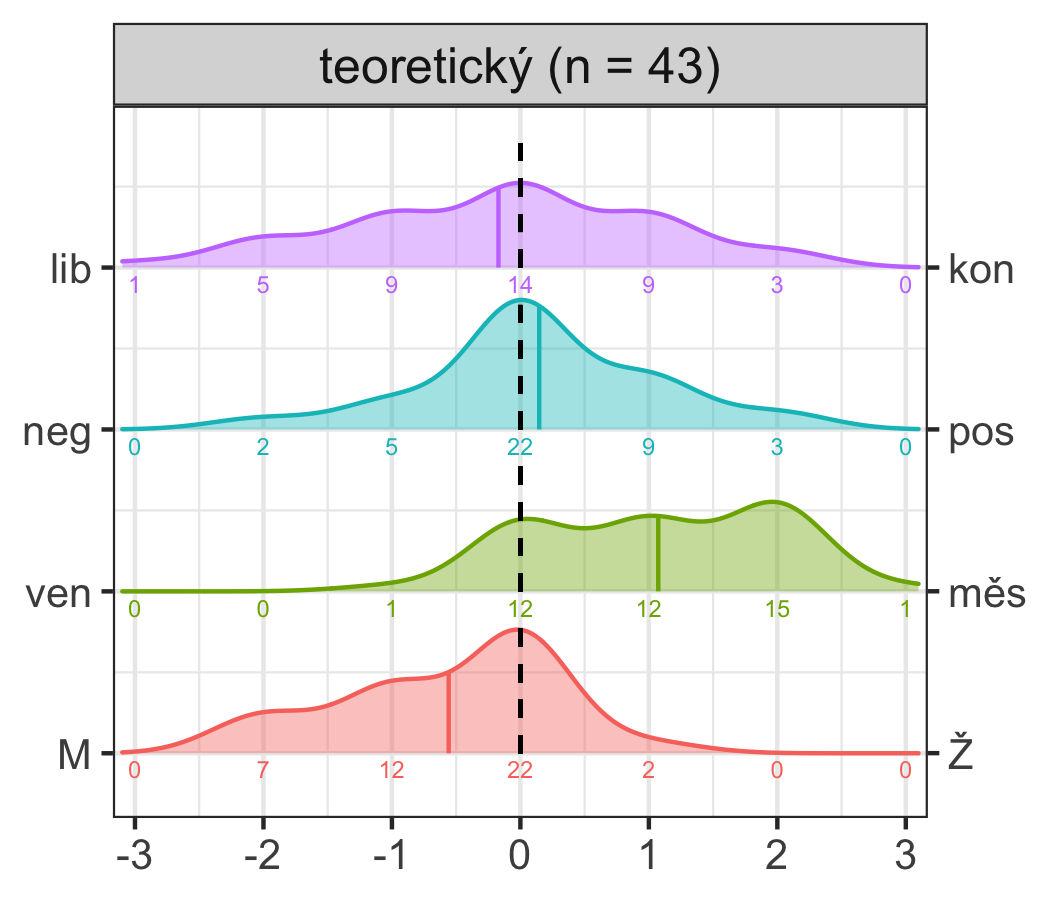 teoretický (n = 43)
lib kon
1 5 9 14 9 3 0
neg pos
0 2 5 22 9 3 0
ven měs
0 0 1 12 12 15 1
M Ž
0 7 12 22 2 0 0
-3 -2 -1 0 1 2 3